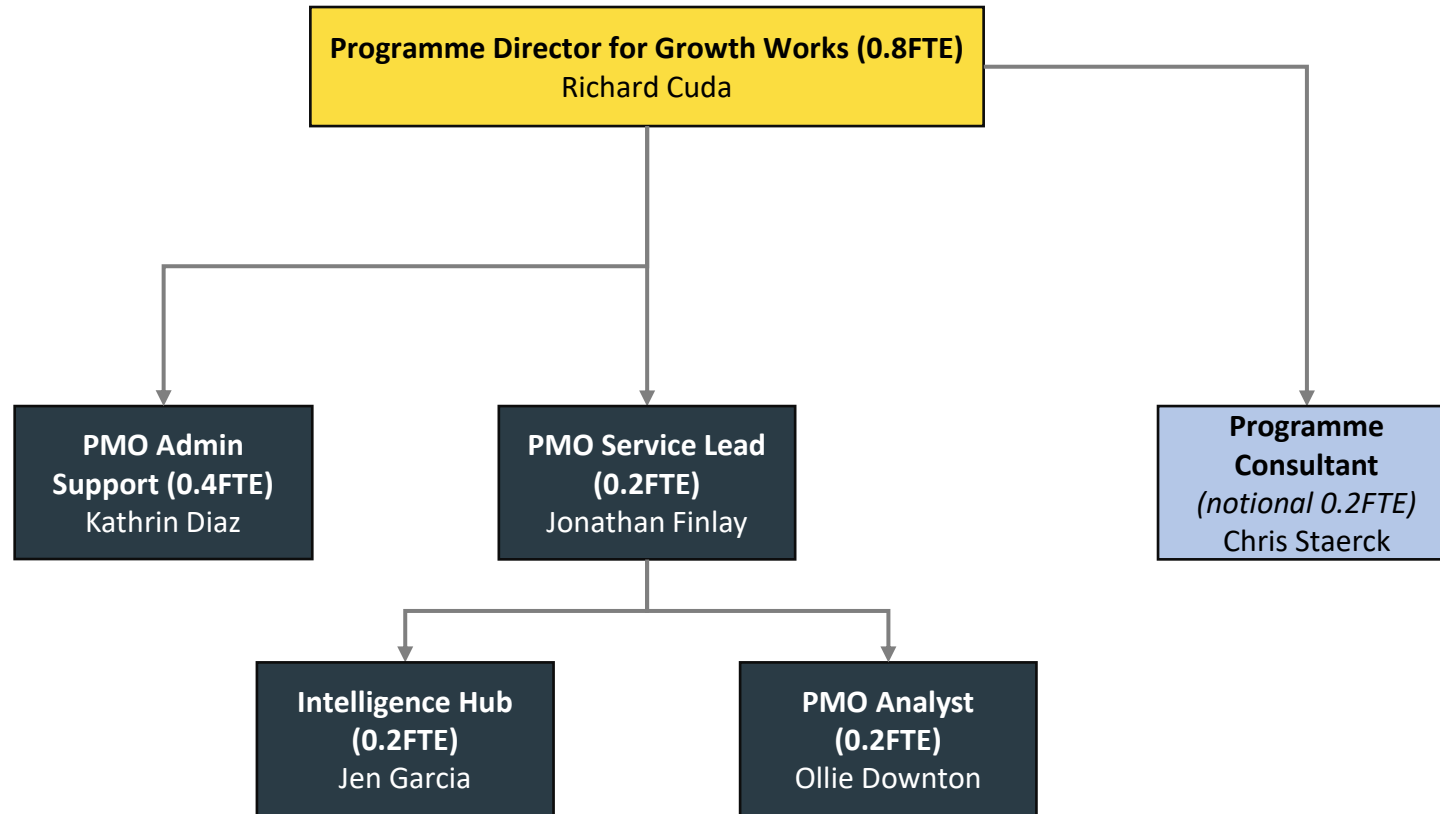 Programme Director for Growth Works (0.8FTE)
Richard Cuda
PMO Admin
Support (0.4FTE)
Kathrin Diaz
PMO Service Lead
(0.2FTE)
Jonathan Finlay
Programme
Consultant
(notional 0.2FTE)
Chris Staerck
Intelligence Hub
(0.2FTE)
Jen Garcia
PMO Analyst
(0.2FTE)
Ollie Downton